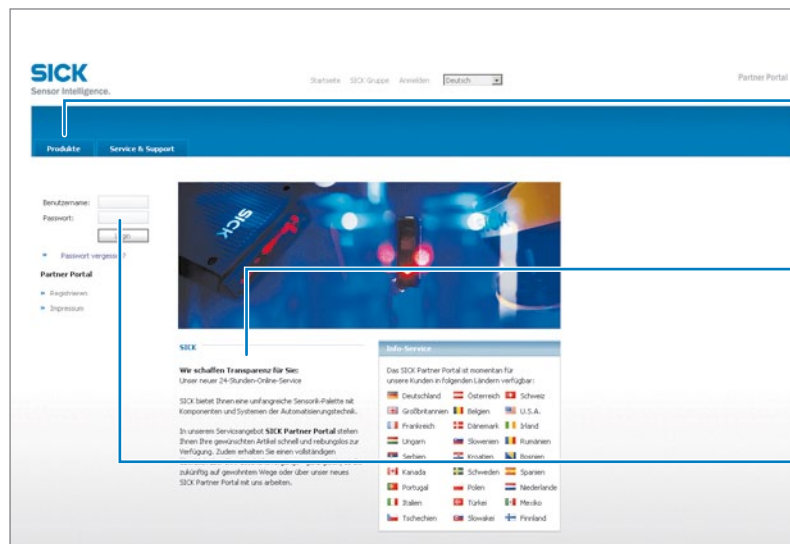 SICK
Sensor Intelligence.
Startseite SICK Gruppe Anmelden Deutsch
Partner Portal
Produkte Service & Support
Benutzername:
Passwort:
Login
Passwort vergessen?
Partner Portal
Registrieren
Impressum
SICK
SICK
Wir schaffen Transparenz für Sie:
Unser neuer 24-Stunden-Online-Service
SICK bietet Ihnen eine umfangreiche Sensorik-Palette mit
Komponenten und Systemen der Automatisierungstechnik.
In unserem Serviceangebot SICK Partner Portal stehen
Ihnen Ihre gewünschten Artikel schnell und reibungslos zur
Verfügung. Zudem erhalten Sie einen vollständigen
zukünftig auf gewohntem Wege oder über unser neues
SICK Partner Portal mit uns arbeiten.
Info-Service
Das SICK Partner Portal ist momentan für
unsere Kunden in folgenden Ländern verfügbar:
Deutschland Österreich Schweiz
Großbritannien Belgien U.S.A.
Frankreich Dänemark Irland
Ungarn Slowenien Rumänien
Serbien Kroatien Bosnien
Kanada Schweden Spanien
Portugal Polen Niederlande
Italien Türkei Mexiko
Tschechien Slowakei Finnland